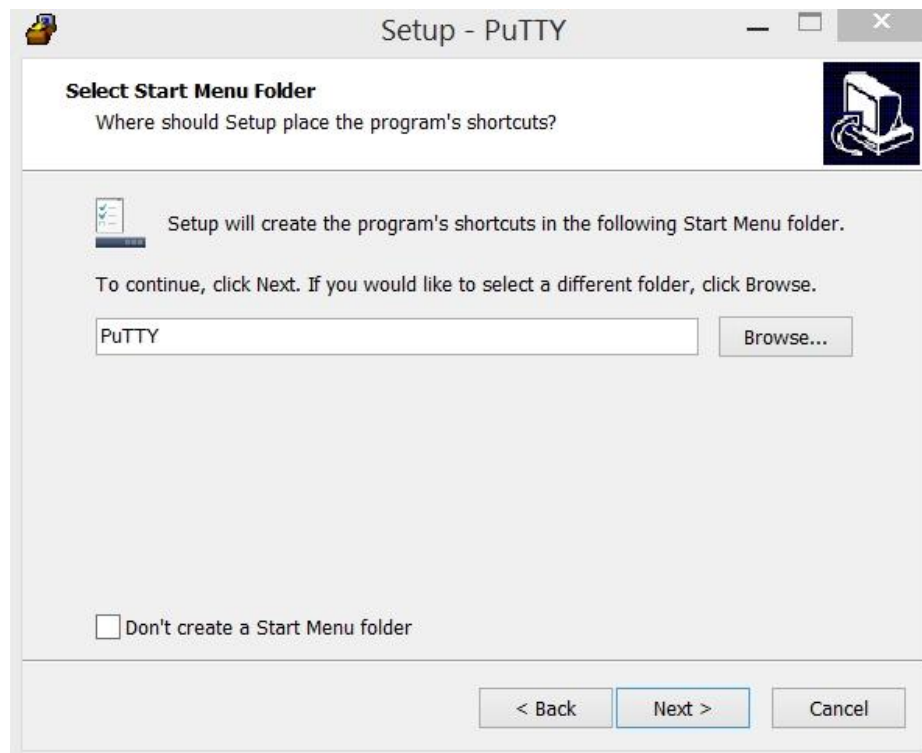 Setup - PuTTY
Select Start Menu Folder
Where should Setup place the program's shortcuts?
Setup will create the program's shortcuts in the following Start Menu folder.
To continue, click Next. If you would like to select a different folder, click Browse.
PuTTY
Browse...
Don't create a Start Menu folder
< Back
Next >
Cancel